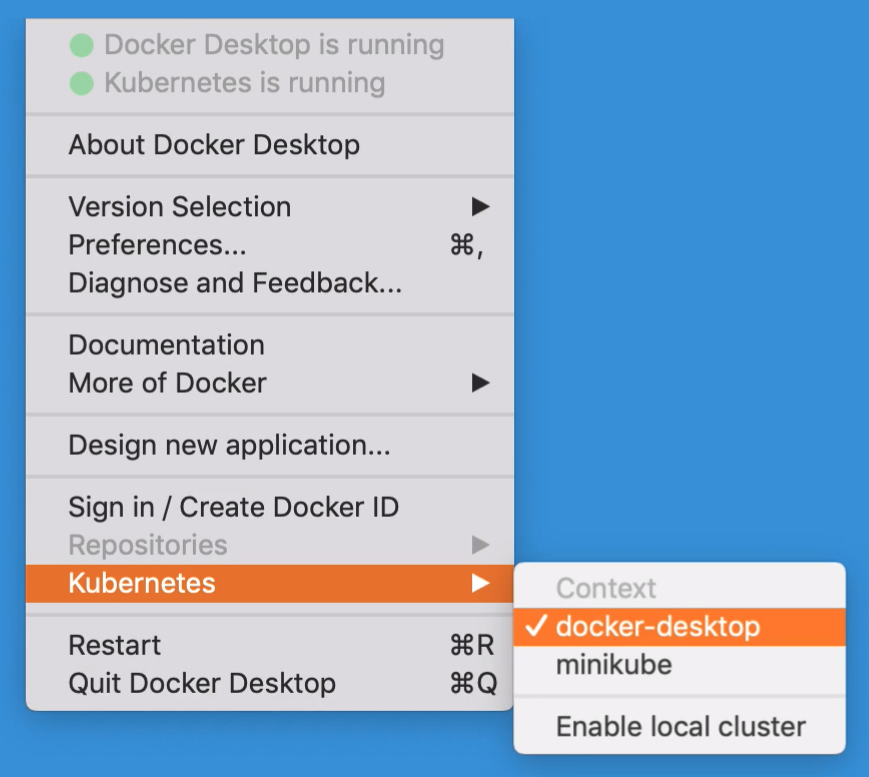 Docker Desktop is running
Kubernetes is running
About Docker Desktop
Version Selection
Preferences... ⌘,
Diagnose and Feedback...
Documentation
More of Docker
Design new application...
Sign in / Create Docker ID
Repositories
Kubernetes
Context
✓ docker-desktop
minikube
Enable local cluster
Restart ⌘R
Quit Docker Desktop ⌘Q